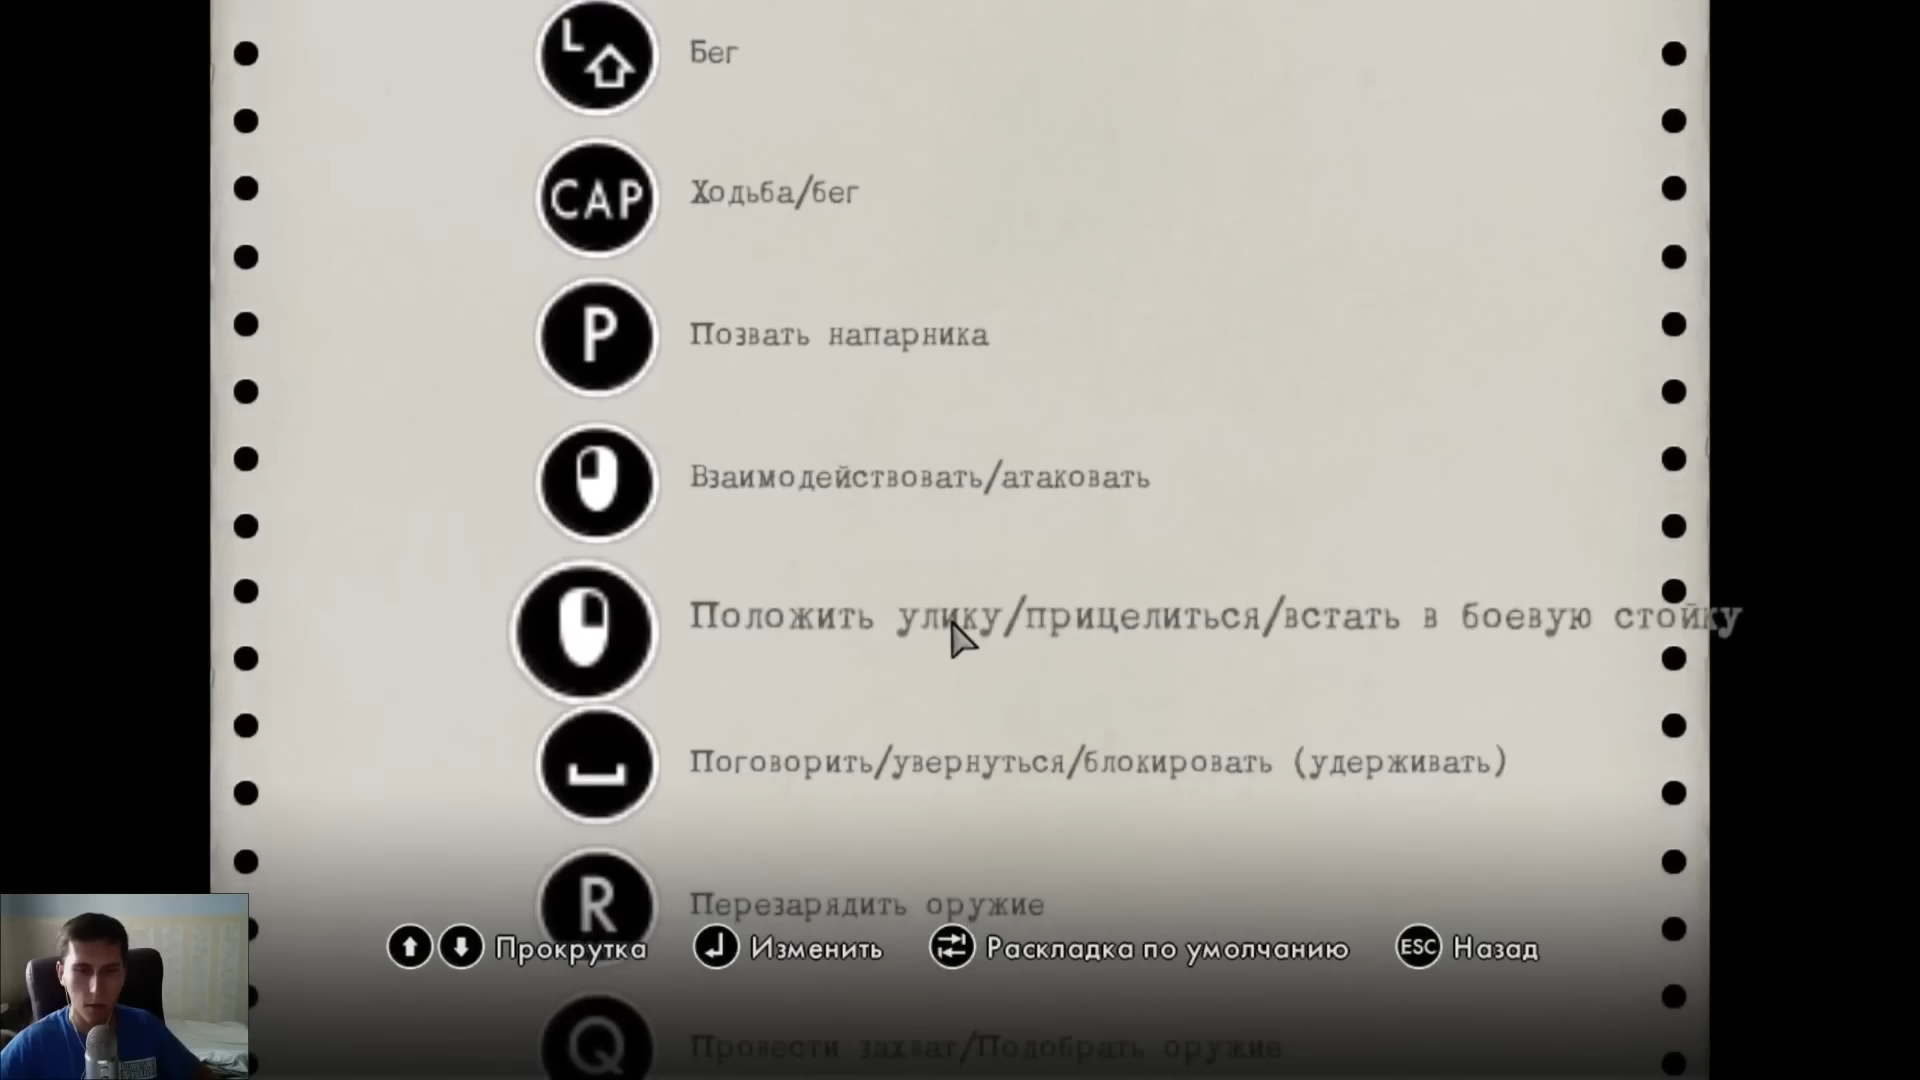 L Бег
CAP Ходьба/бег
P Позвать напарника
Взаимодействовать/атаковать
Положить улику/прицелиться/встать в боевую стойку
Поговорить/увернуться/блокировать (удерживать)
R Перезарядить оружие
Прокрутка Изменить Раскладка по умолчанию ESC Назад
Q Провести захват/Подобрать оружие